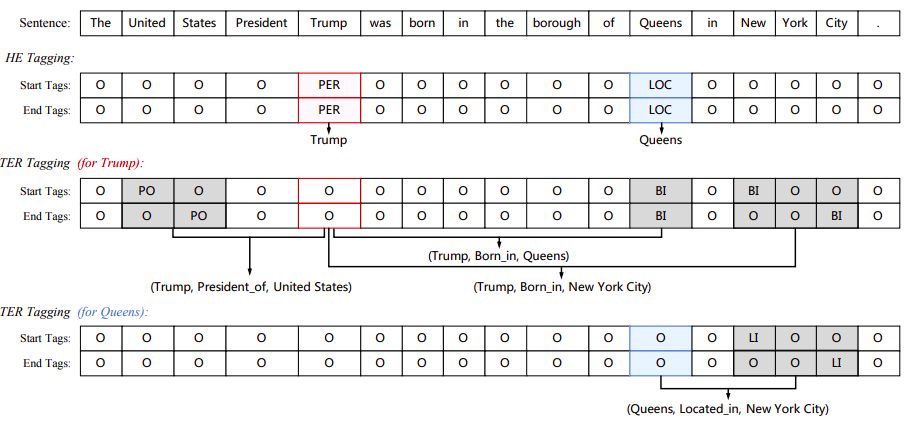 Sentence: The United States President Trump was born in the borough of Queens in New York City .
HE Tagging:
Start Tags: O O O O PER O O O O O O LOC O O O O O
End Tags: O O O O PER O O O O O O LOC O O O O O
Trump Queens
TER Tagging (for Trump):
Start Tags: O PO O O O O O O O O O BI O BI O O O
End Tags: O O PO O O O O O O O O BI O O O BI O
(Trump, Born_in, Queens)
(Trump, President_of, United States) (Trump, Born_in, New York City)
TER Tagging (for Queens):
Start Tags: O O O O O O O O O O O O O LI O O O
End Tags: O O O O O O O O O O O O O O O LI O
(Queens, Located_in, New York City)